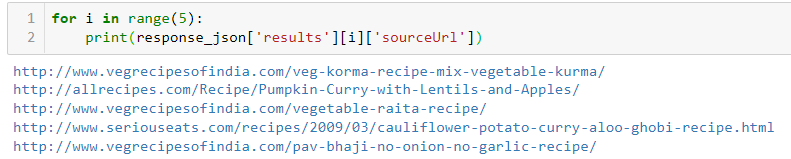 1 for i in range(5):
2     print(response_json['results'][i]['sourceUrl'])
http://www.vegrecipesofindia.com/veg-korma-recipe-mix-vegetable-kurma/
http://allrecipes.com/Recipe/Pumpkin-Curry-with-Lentils-and-Apples/
http://www.vegrecipesofindia.com/vegetable-raita-recipe/
http://www.seriouseats.com/recipes/2009/03/cauliflower-potato-curry-aloo-ghobi-recipe.html
http://www.vegrecipesofindia.com/pav-bhaji-no-onion-no-garlic-recipe/